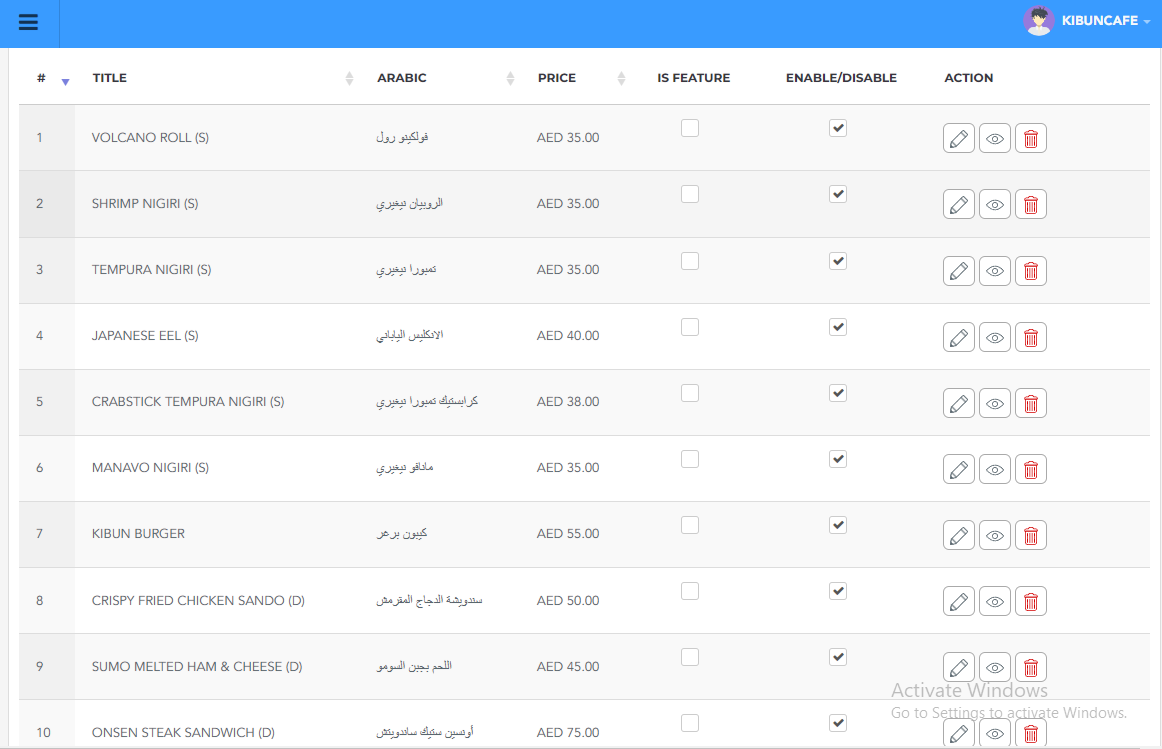 KIBUNCAFE
# TITLE ARABIC PRICE IS FEATURE ENABLE/DISABLE ACTION
1 VOLCANO ROLL (S) فولكينو رول AED 35.00
2 SHRIMP NIGIRI (S) الروبيان نيغيري AED 35.00
3 TEMPURA NIGIRI (S) تمبورا نيغيري AED 35.00
4 JAPANESE EEL (S) الانكليس الياباني AED 40.00
5 CRABSTICK TEMPURA NIGIRI (S) كرابستيك تمبورا نيغيري AED 38.00
6 MANAVO NIGIRI (S) مانافو نيغيري AED 35.00
7 KIBUN BURGER كيبون برغر AED 55.00
8 CRISPY FRIED CHICKEN SANDO (D) سندويشة الدجاج المقرمش AED 50.00
9 SUMO MELTED HAM & CHEESE (D) اللحم بجبن السومو AED 45.00
10 ONSEN STEAK SANDWICH (D) أونسين ستيك ساندويتش AED 75.00
Activate Windows
Go to Settings to activate Windows.